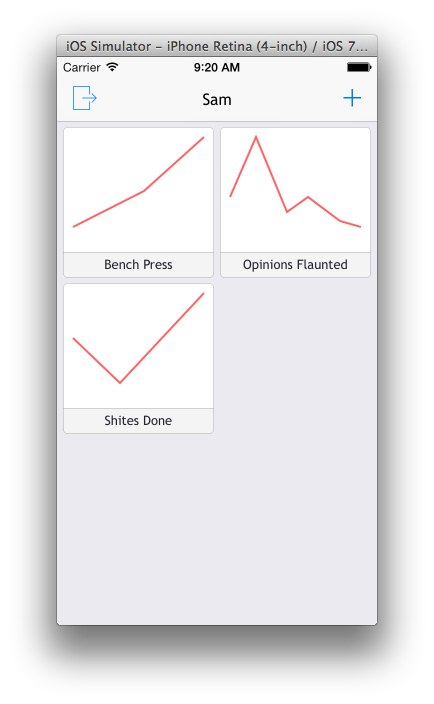 iOS Simulator – iPhone Retina (4-inch) / iOS 7...
Carrier 9:20 AM
Sam
Bench Press Opinions Flaunted
Shites Done